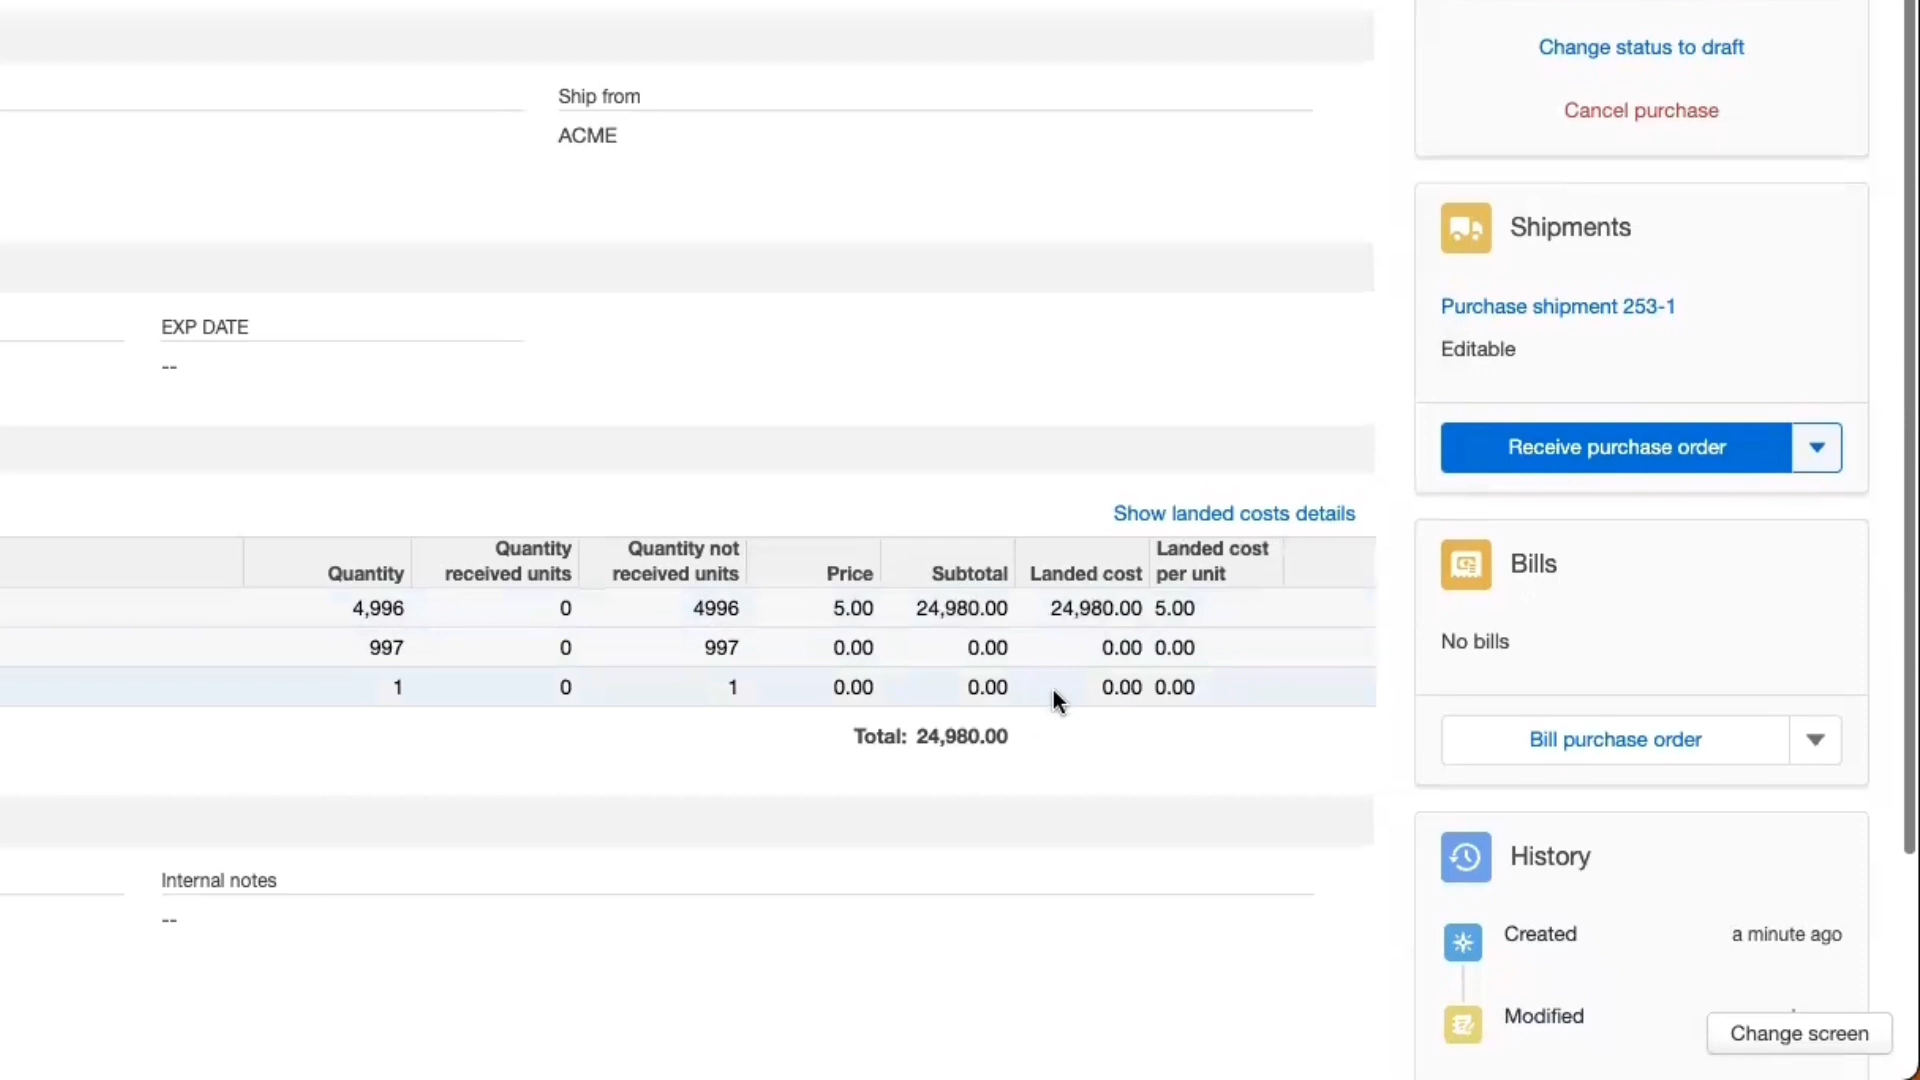 Change status to draft
Cancel purchase
Ship from
ACME
Shipments
Purchase shipment 253-1
Editable
Receive purchase order
EXP DATE
--
Show landed costs details
Quantity Quantity received units Quantity not received units Price Subtotal Landed cost Landed cost per unit
4,996 0 4996 5.00 24,980.00 24,980.00 5.00
997 0 997 0.00 0.00 0.00 0.00
1 0 1 0.00 0.00 0.00 0.00
Total: 24,980.00
Bills
No bills
Bill purchase order
Internal notes
--
History
Created a minute ago
Modified
Change screen